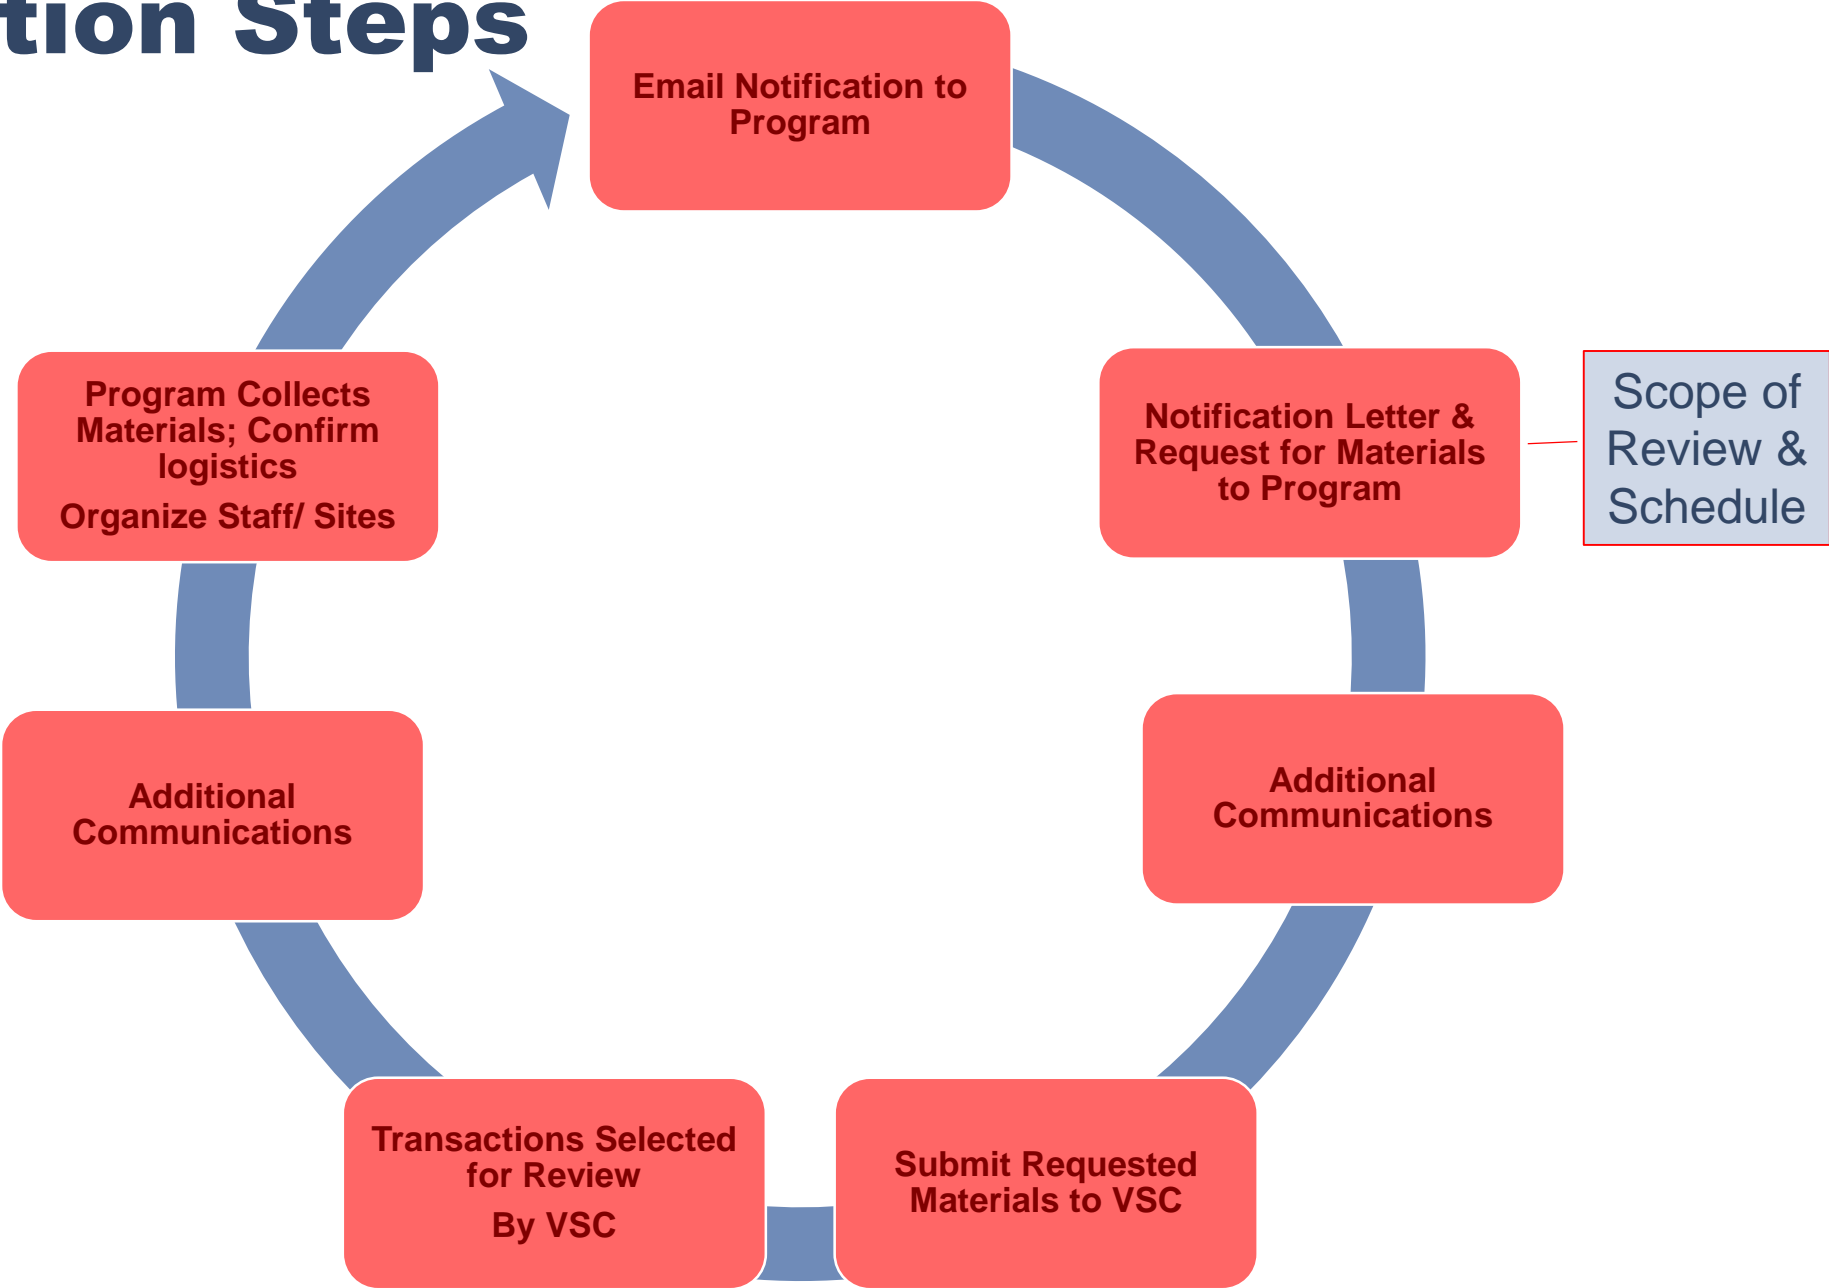 tion Steps
Email Notification to
Program
Notification Letter &
Request for Materials
to Program
Scope of
Review &
Schedule
Additional
Communications
Submit Requested
Materials to VSC
Transactions Selected
for Review
By VSC
Additional
Communications
Program Collects
Materials; Confirm
logistics
Organize Staff/ Sites